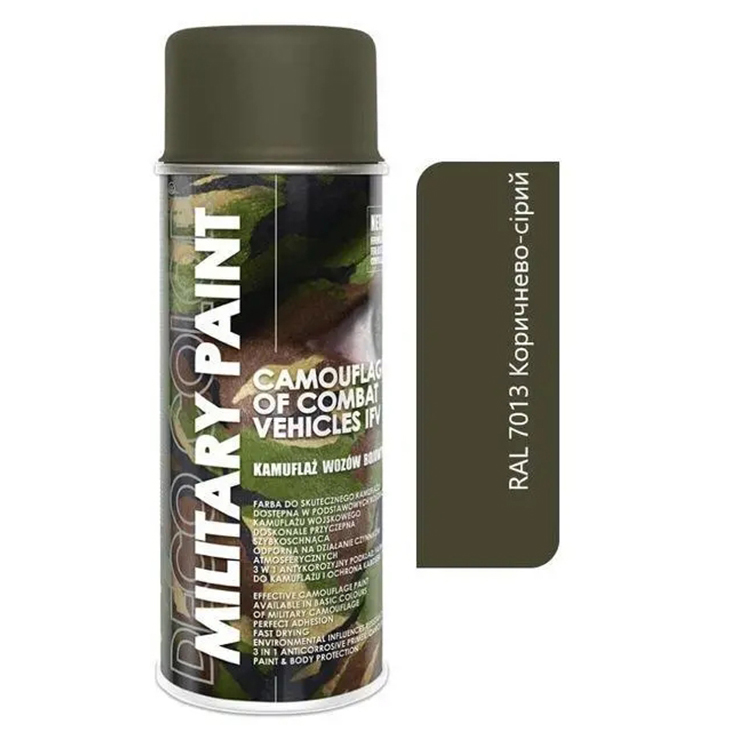 MILITARY PAINT
CAMOUFLAG
OF COMBAT
VEHICLES IFV
KAMUFLAŻ WOZÓW
FARBA DO SKUTECZNEGO
DOSTĘPNA W PODSTAWOWYCH
KAMUFLAŻU WOJSKOWEGO
DOSKONALE PRZYCZEPNA
SZYBKOSCHNĄCA
ODPORNA NA DZIAŁANIE
ATMOSFERYCZNYCH
3 W 1 ANTYKOROZYJNY PODKŁAD
DO KAMUFLAŻU I OCHRONA
EFFECTIVE CAMOUFLAGE PAINT
AVAILABLE IN BASIC COLOURS
OF MILITARY CAMOUFLAGE
PERFECT ADHESION
FAST DRYING
ENVIRONMENTAL INFLUENCES
3 IN 1 ANTICORROSIVE PRIMER
PAINT & BODY PROTECTION
RAL 7013 Коричнево-сірий